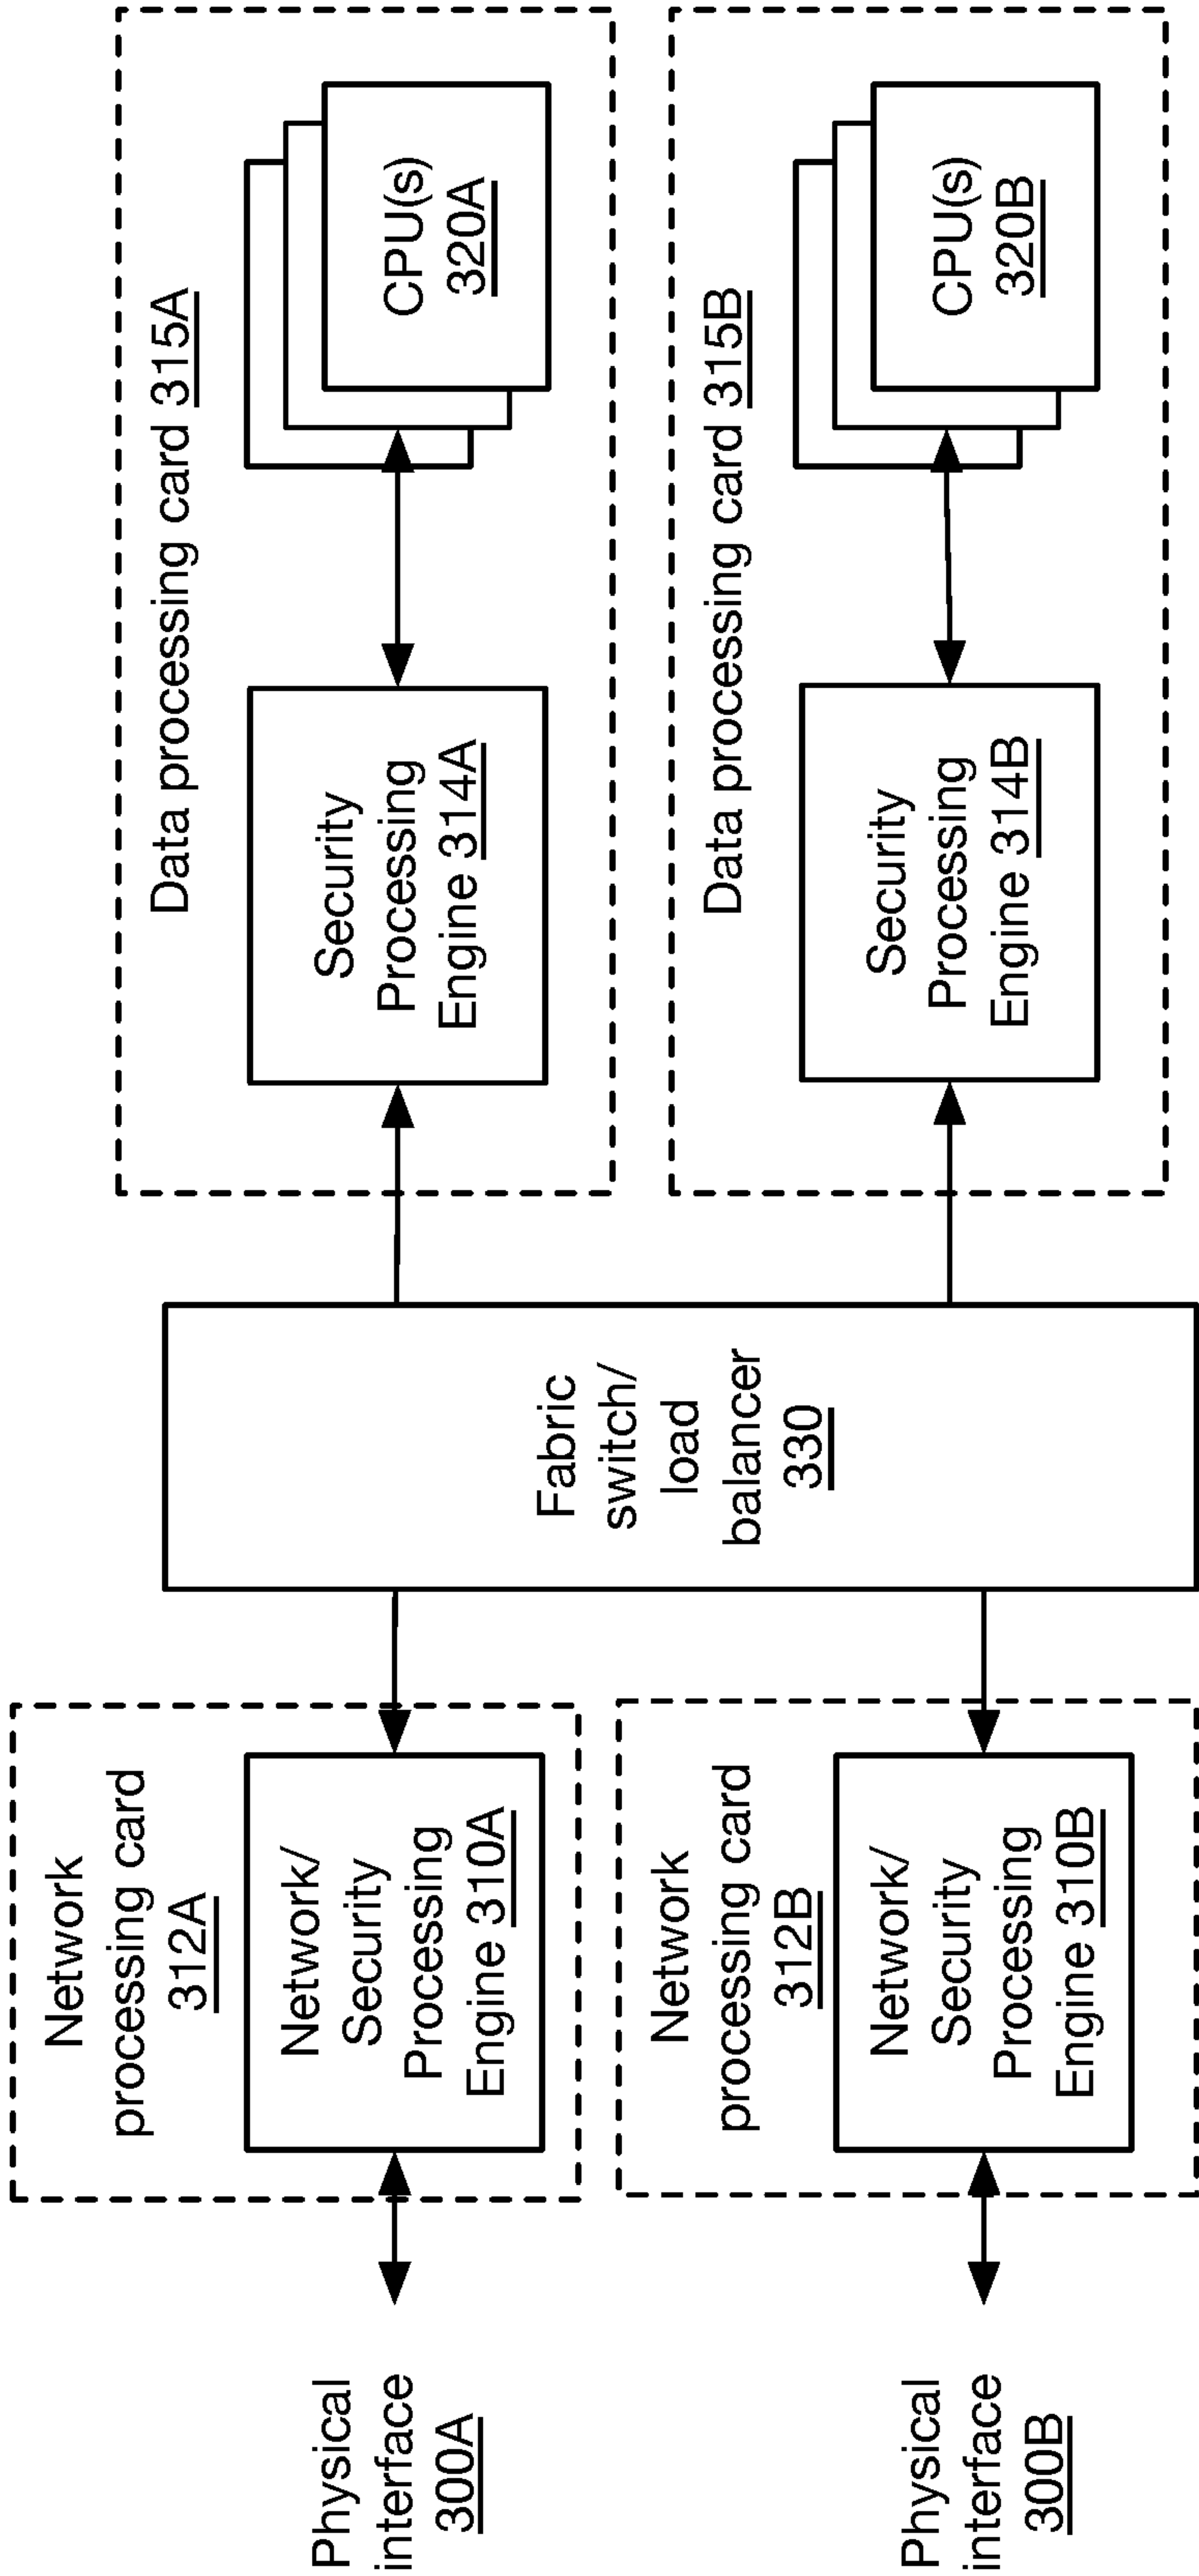 Physical
interface
300A
Network
processing card
312A
Network/
Security
Processing
Engine 310A
Fabric
switch/
load
balancer
330
Data processing card 315A
Security
Processing
Engine 314A
CPU(s)
320A
Physical
interface
300B
Network
processing card
312B
Network/
Security
Processing
Engine 310B
Data processing card 315B
Security
Processing
Engine 314B
CPU(s)
320B